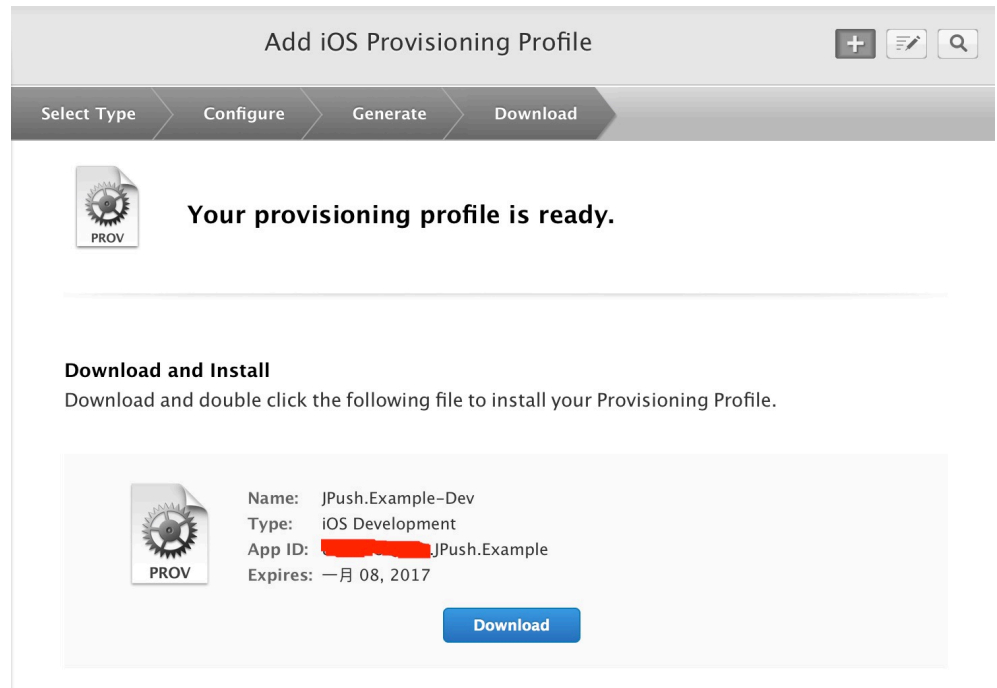 Add iOS Provisioning Profile
Select Type Configure Generate Download
PROV
Your provisioning profile is ready.
Download and Install
Download and double click the following file to install your Provisioning Profile.
PROV
Name: JPush.Example-Dev
Type: iOS Development
App ID: .JPush.Example
Expires: 一月 08, 2017
Download